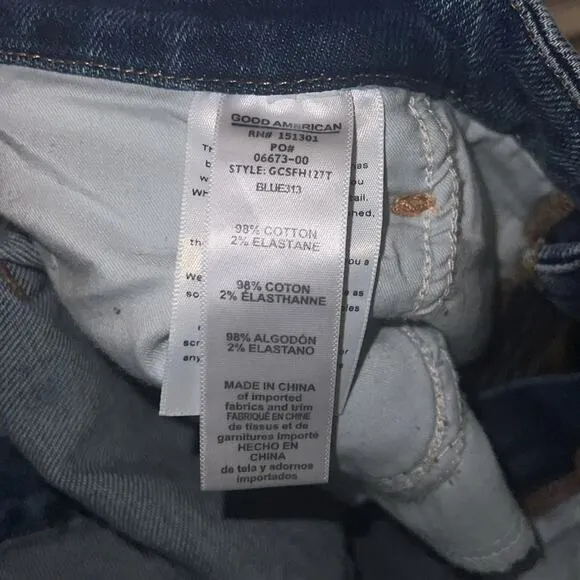 GOOD AMERICAN
RN# 151301
PO#
06673-00
STYLE: GCSFH127T
BLUE313
98% COTTON
2% ELASTANE
98% COTON
2% ÉLASTHANNE
98% ALGODÓN
2% ELASTANO
MADE IN CHINA
of imported
fabrics and trim
FABRIQUÉ EN CHINE
de tissus et de
garnitures importé
HECHO EN
CHINA
de tela y adornos
importados